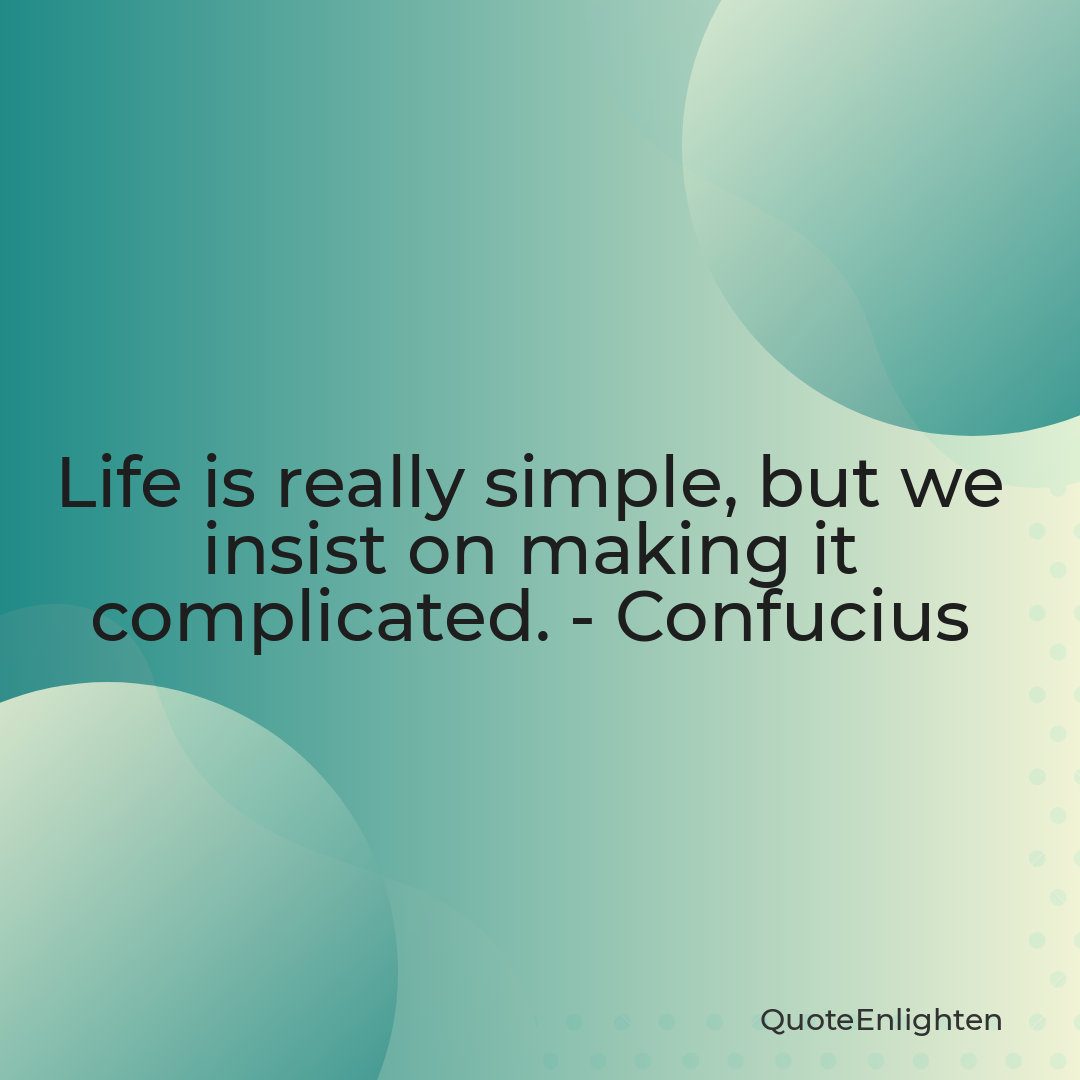 Life is really simple, but we
insist on making it
complicated. - Confucius
QuoteEnlighten